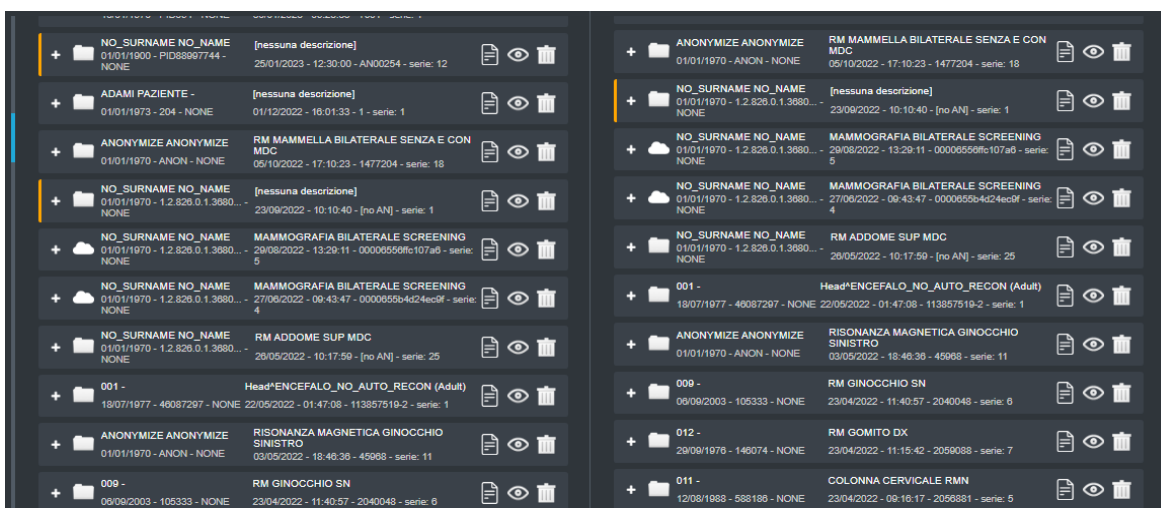 NO_SURNAME NO_NAME
[nessuna descrizione]
01/01/1900 - PID88997744 -
NONE
25/01/2023 - 12:30:00 - AN00254 - serie: 12
ADAMI PAZIENTE -
[nessuna descrizione]
01/01/1973 - 204 - NONE
01/12/2022 - 16:01:33 - 1 - serie: 1
ANONYMIZE ANONYMIZE
RM MAMMELLA BILATERALE SENZA E CON
MDC
01/01/1970 - ANON - NONE
05/10/2022 - 17:10:23 - 1477204 - serie: 18
NO_SURNAME NO_NAME
[nessuna descrizione]
01/01/1970 - 1.2.826.0.1.3680... -
NONE
23/09/2022 - 10:10:40 - [no AN] - serie: 1
NO_SURNAME NO_NAME
MAMMOGRAFIA BILATERALE SCREENING
01/01/1970 - 1.2.826.0.1.3680... -
29/08/2022 - 13:29:11 - 00006556ffc107a6 - serie:
NONE
5
NO_SURNAME NO_NAME
MAMMOGRAFIA BILATERALE SCREENING
01/01/1970 - 1.2.826.0.1.3680... -
27/06/2022 - 09:43:47 - 0000655b4d24ec9f - serie:
NONE
4
NO_SURNAME NO_NAME
RM ADDOME SUP MDC
01/01/1970 - 1.2.826.0.1.3680... -
NONE
26/05/2022 - 10:17:59 - [no AN] - serie: 25
001 -
Head^ENCEFALO_NO_AUTO_RECON (Adult)
18/07/1977 - 46087297 - NONE
22/05/2022 - 01:47:08 - 113857519-2 - serie: 1
ANONYMIZE ANONYMIZE
RISONANZA MAGNETICA GINOCCHIO
SINISTRO
01/01/1970 - ANON - NONE
03/05/2022 - 18:46:36 - 45968 - serie: 11
009 -
RM GINOCCHIO SN
06/09/2003 - 105333 - NONE
23/04/2022 - 11:40:57 - 2040048 - serie: 6
ANONYMIZE ANONYMIZE
RM MAMMELLA BILATERALE SENZA E CON
MDC
01/01/1970 - ANON - NONE
05/10/2022 - 17:10:23 - 1477204 - serie: 18
NO_SURNAME NO_NAME
[nessuna descrizione]
01/01/1970 - 1.2.826.0.1.3680... -
NONE
23/09/2022 - 10:10:40 - [no AN] - serie: 1
NO_SURNAME NO_NAME
MAMMOGRAFIA BILATERALE SCREENING
01/01/1970 - 1.2.826.0.1.3680... -
29/08/2022 - 13:29:11 - 00006556ffc107a6 - serie:
NONE
5
NO_SURNAME NO_NAME
MAMMOGRAFIA BILATERALE SCREENING
01/01/1970 - 1.2.826.0.1.3680... -
27/06/2022 - 09:43:47 - 0000655b4d24ec9f - serie:
NONE
4
NO_SURNAME NO_NAME
RM ADDOME SUP MDC
01/01/1970 - 1.2.826.0.1.3680... -
NONE
26/05/2022 - 10:17:59 - [no AN] - serie: 25
001 -
Head^ENCEFALO_NO_AUTO_RECON (Adult)
18/07/1977 - 46087297 - NONE
22/05/2022 - 01:47:08 - 113857519-2 - serie: 1
ANONYMIZE ANONYMIZE
RISONANZA MAGNETICA GINOCCHIO
SINISTRO
01/01/1970 - ANON - NONE
03/05/2022 - 18:46:36 - 45968 - serie: 11
009 -
RM GINOCCHIO SN
06/09/2003 - 105333 - NONE
23/04/2022 - 11:40:57 - 2040048 - serie: 6
012 -
RM GOMITO DX
29/09/1976 - 146074 - NONE
23/04/2022 - 11:15:42 - 2059088 - serie: 7
011 -
COLONNA CERVICALE RMN
12/08/1988 - 588186 - NONE
23/04/2022 - 09:16:17 - 2056881 - serie: 5